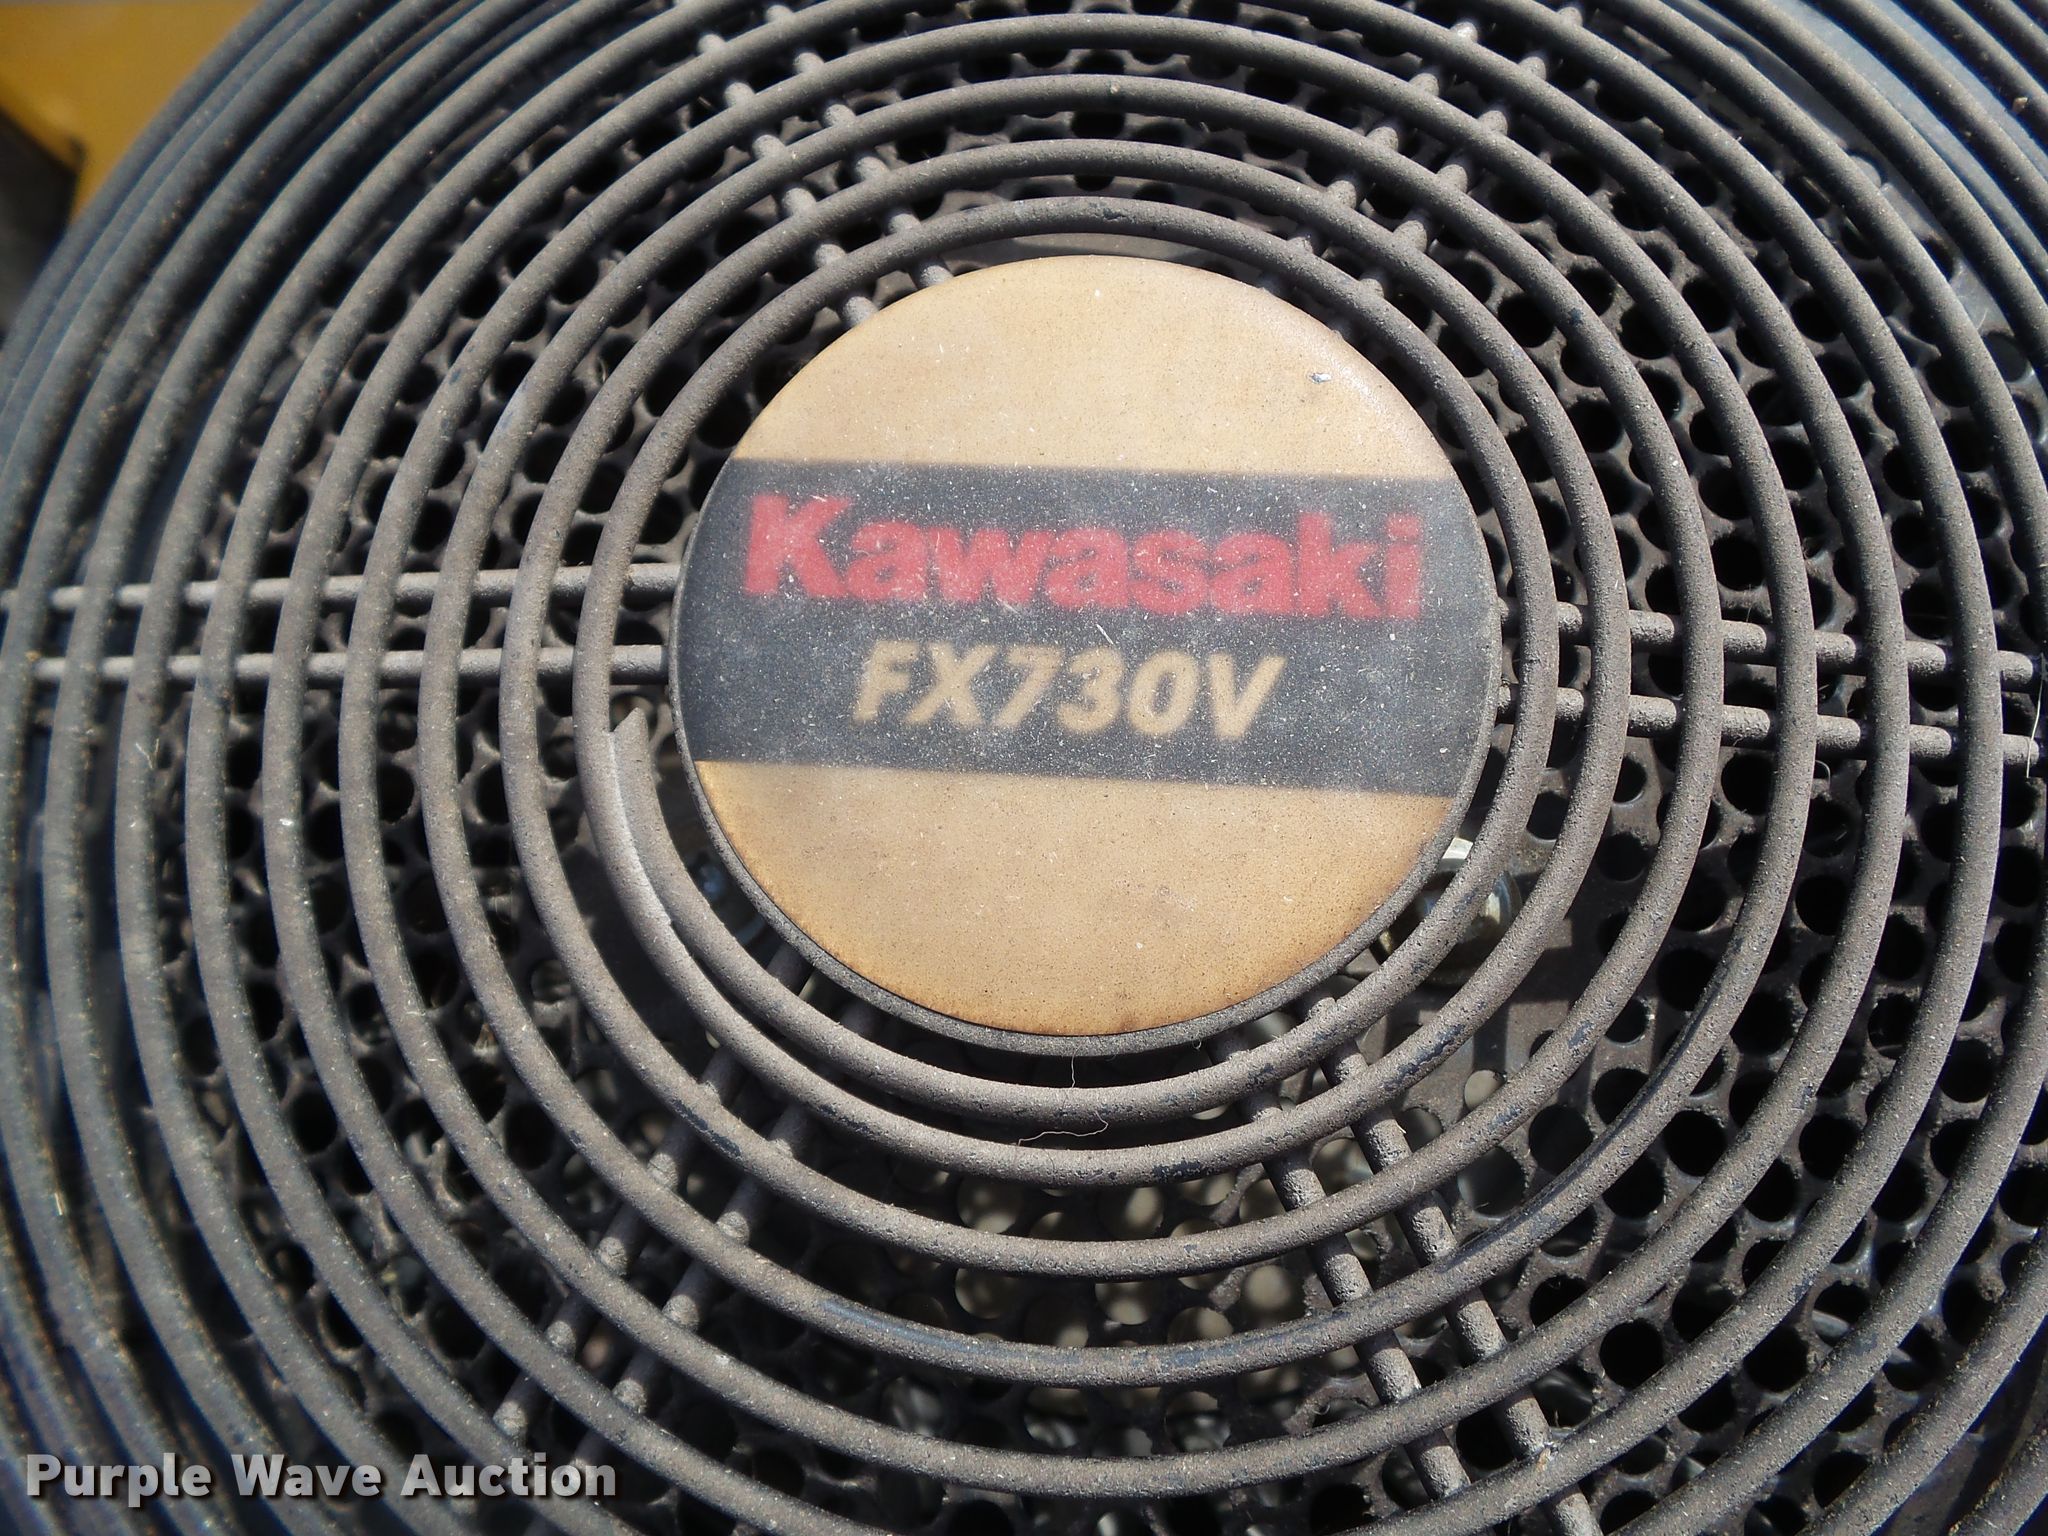 Kawasaki
FX730V
Purple Wave Auction